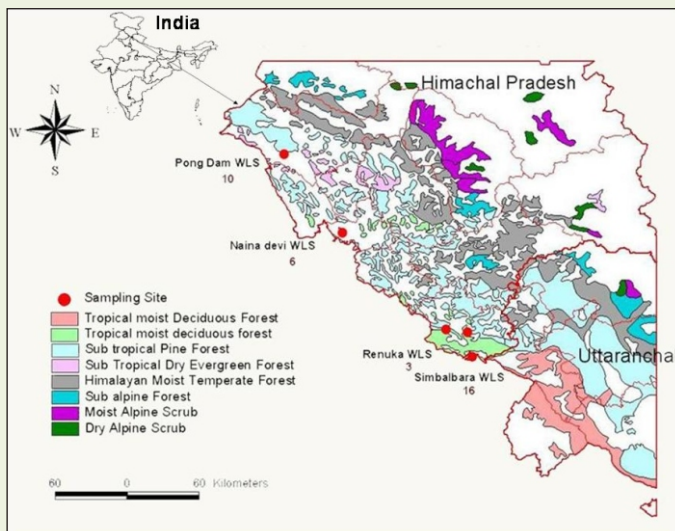 India
N
W E
S
Himachal Pradesh
Pong Dam WLS
10
Naina devi WLS
6
Sampling Site
Tropical moist Deciduous Forest
Tropical moist deciduous forest
Sub tropical Pine Forest
Sub Tropical Dry Evergreen Forest
Himalayan Moist Temperate Forest
Sub alpine Forest
Moist Alpine Scrub
Dry Alpine Scrub
Renuka WLS
3
Simbalbara WLS
16
Uttarancha
60 0 60 Kilometers